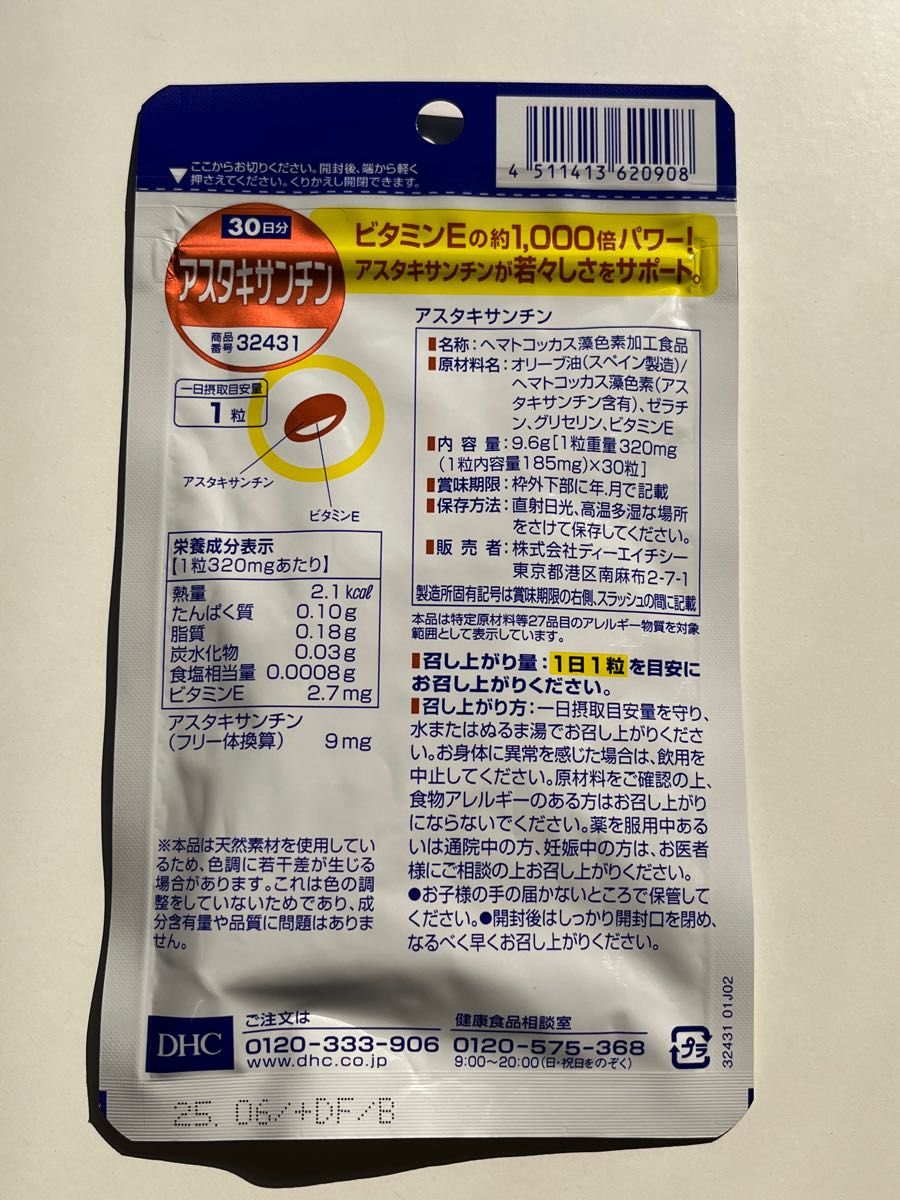 ここからお切りください。開封後、端から軽く
押さえてください。くりかえし開閉できます。
4 511413 620908
30日分
アスタキサンチン
商品番号 32431
ビタミンEの約1,000倍パワー!
アスタキサンチンが若々しさをサポート。
一日摂取目安量
1粒
アスタキサンチン
ビタミンE
栄養成分表示
[1粒320mgあたり]
熱量 2.1kcal
たんぱく質 0.10g
脂質 0.18g
炭水化物 0.03g
食塩相当量 0.0008g
ビタミンE 2.7mg
アスタキサンチン
(フリー体換算) 9mg
※本品は天然素材を使用してい
るため、色調に若干差が生じる
場合があります。これは色の調
整をしていないためであり、成
分含有量や品質に問題はありま
せん。
アスタキサンチン
名称:ヘマトコッカス藻色素加工食品
原材料名:オリーブ油(スペイン製造)/
ヘマトコッカス藻色素(アス
タキサンチン含有)、ゼラチ
ン、グリセリン、ビタミンE
内容量:9.6g[1粒重量320mg
(1粒内容量185mg)×30粒]
賞味期限:枠外下部に年、月で記載
保存方法:直射日光、高温多湿な場所
をさけて保存してください。
販売者:株式会社ディーエイチシー
東京都港区南麻布2-7-1
製造所固有記号は賞味期限の右側、スラッシュの間に記載
本品は特定原材料等27品目のアレルギー物質を対象
範囲として表示しています。
召し上がり量:1日1粒を目安に
お召し上がりください。
召し上がり方:一日摂取目安量を守り、
水またはぬるま湯でお召し上がりくださ
い。お身体に異常を感じた場合は、飲用を
中止してください。原材料をご確認の上、
食物アレルギーのある方はお召し上がり
にならないでください。薬を服用中ある
いは通院中の方、妊娠中の方は、お医者
様にご相談の上お召し上がりください。
●お子様の手の届かないところで保管して
ください。●開封後はしっかり開封口を閉め、
なるべく早くお召し上がりください。
DHC
ご注文は
0120-333-906
www.dhc.co.jp
健康食品相談室
0120-575-368
9:00〜20:00(日・祝日をのぞく)
プラ
32431 01J02
25. 06/+DF/B